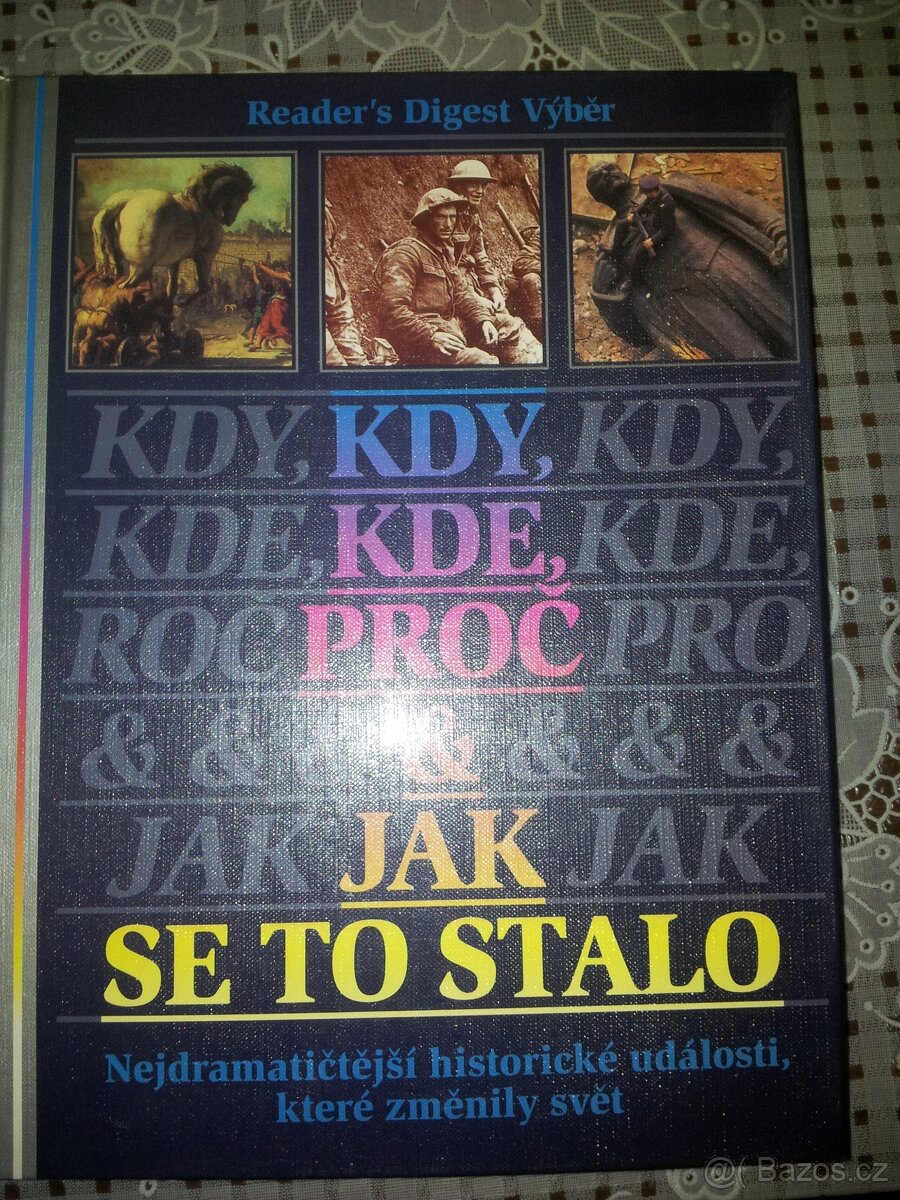 Reader's Digest Výběr
KDY, KDY, KDY,
KDE, KDE, KDE,
ROČ PROČ PRO
& & & & & & &
JAK JAK JAK
SE TO STALO
Nejdramatičtější historické události,
které změnily svět
@( Bazos.cz